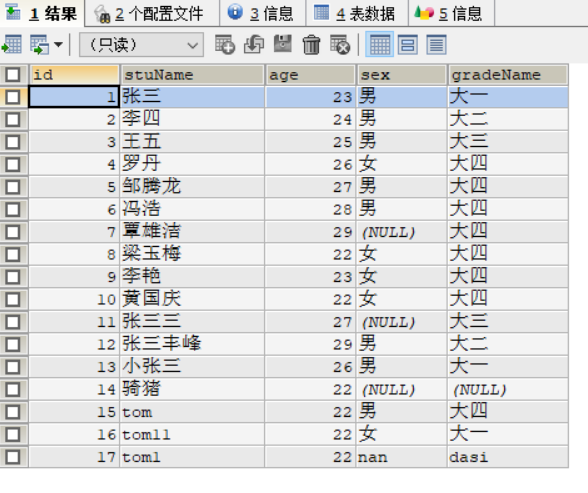 1 结果 2 个配置文件 3 信息 4 表数据 5 信息
(只读)
id stuName age sex gradeName
1 张三 23 男 大一
2 李四 24 男 大二
3 王五 25 男 大三
4 罗丹 26 女 大四
5 邹腾龙 27 男 大四
6 冯浩 28 男 大四
7 覃雄洁 29 (NULL) 大四
8 梁玉梅 22 女 大四
9 李艳 23 女 大四
10 黄国庆 22 女 大四
11 张三三 27 (NULL) 大三
12 张三丰峰 29 男 大二
13 小张三 26 男 大一
14 骑猪 22 (NULL) (NULL)
15 tom 22 男 大四
16 tom11 22 女 大一
17 tom1 22 nan dasi